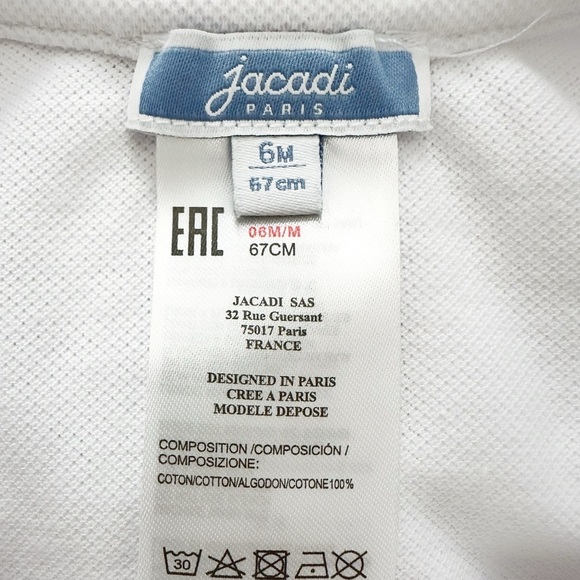 jacadi
PARIS
6M
67cm
EAC
06M/M
67CM
JACADI SAS
32 Rue Guersant
75017 Paris
FRANCE
DESIGNED IN PARIS
CREE A PARIS
MODELE DEPOSE
COMPOSITION /COMPOSICIÓN /
COMPOSIZIONE:
COTON/COTTON/ALGODON/COTONE100%
30